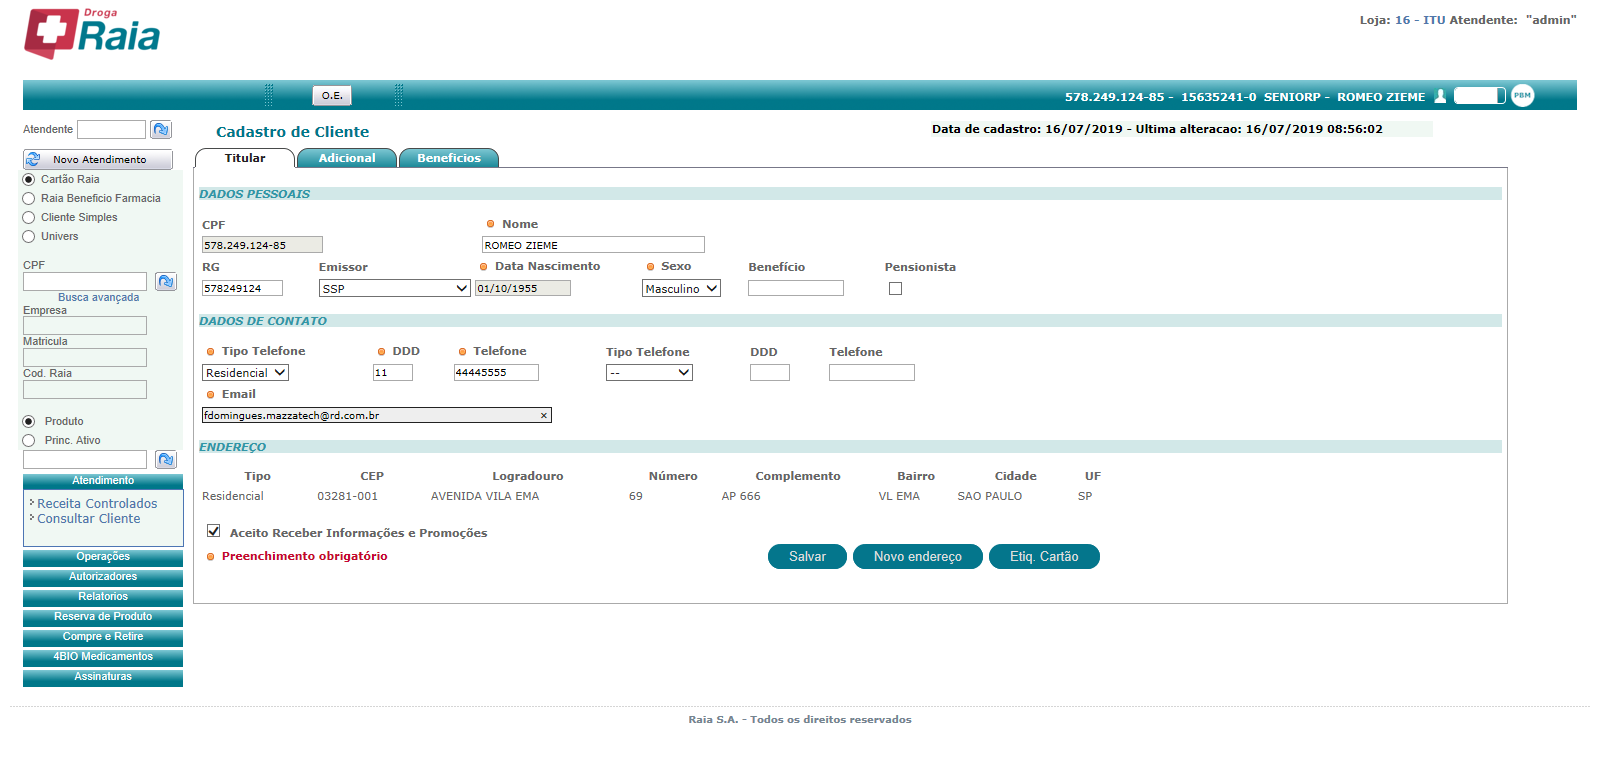 Droga
Raia
Loja: 16 - ITU Atendente: "admin"
O.E.
578.249.124-85 - 15635241-0 SENIORP - ROMEO ZIEME
PBM
Atendente
Novo Atendimento
Cartão Raia
Raia Beneficio Farmacia
Cliente Simples
Univers
CPF
Busca avançada
Empresa
Matricula
Cod. Raia
Produto
Princ. Ativo
Atendimento
Receita Controlados
Consultar Cliente
Operações
Autorizadores
Relatorios
Reserva de Produto
Compre e Retire
4BIO Medicamentos
Assinaturas
Cadastro de Cliente
Data de cadastro: 16/07/2019 - Ultima alteracao: 16/07/2019 08:56:02
Titular Adicional Beneficios
DADOS PESSOAIS
CPF Nome
578.249.124-85 ROMEO ZIEME
RG Emissor Data Nascimento Sexo Benefício Pensionista
578249124 SSP 01/10/1955 Masculino
DADOS DE CONTATO
Tipo Telefone DDD Telefone Tipo Telefone DDD Telefone
Residencial 11 44445555 --
Email
fdomingues.mazzatech@rd.com.br ×
ENDEREÇO
Tipo CEP Logradouro Número Complemento Bairro Cidade UF
Residencial 03281-001 AVENIDA VILA EMA 69 AP 666 VL EMA SAO PAULO SP
Aceito Receber Informações e Promoções
Preenchimento obrigatório
Salvar Novo endereço Etiq. Cartão
Raia S.A. - Todos os direitos reservados